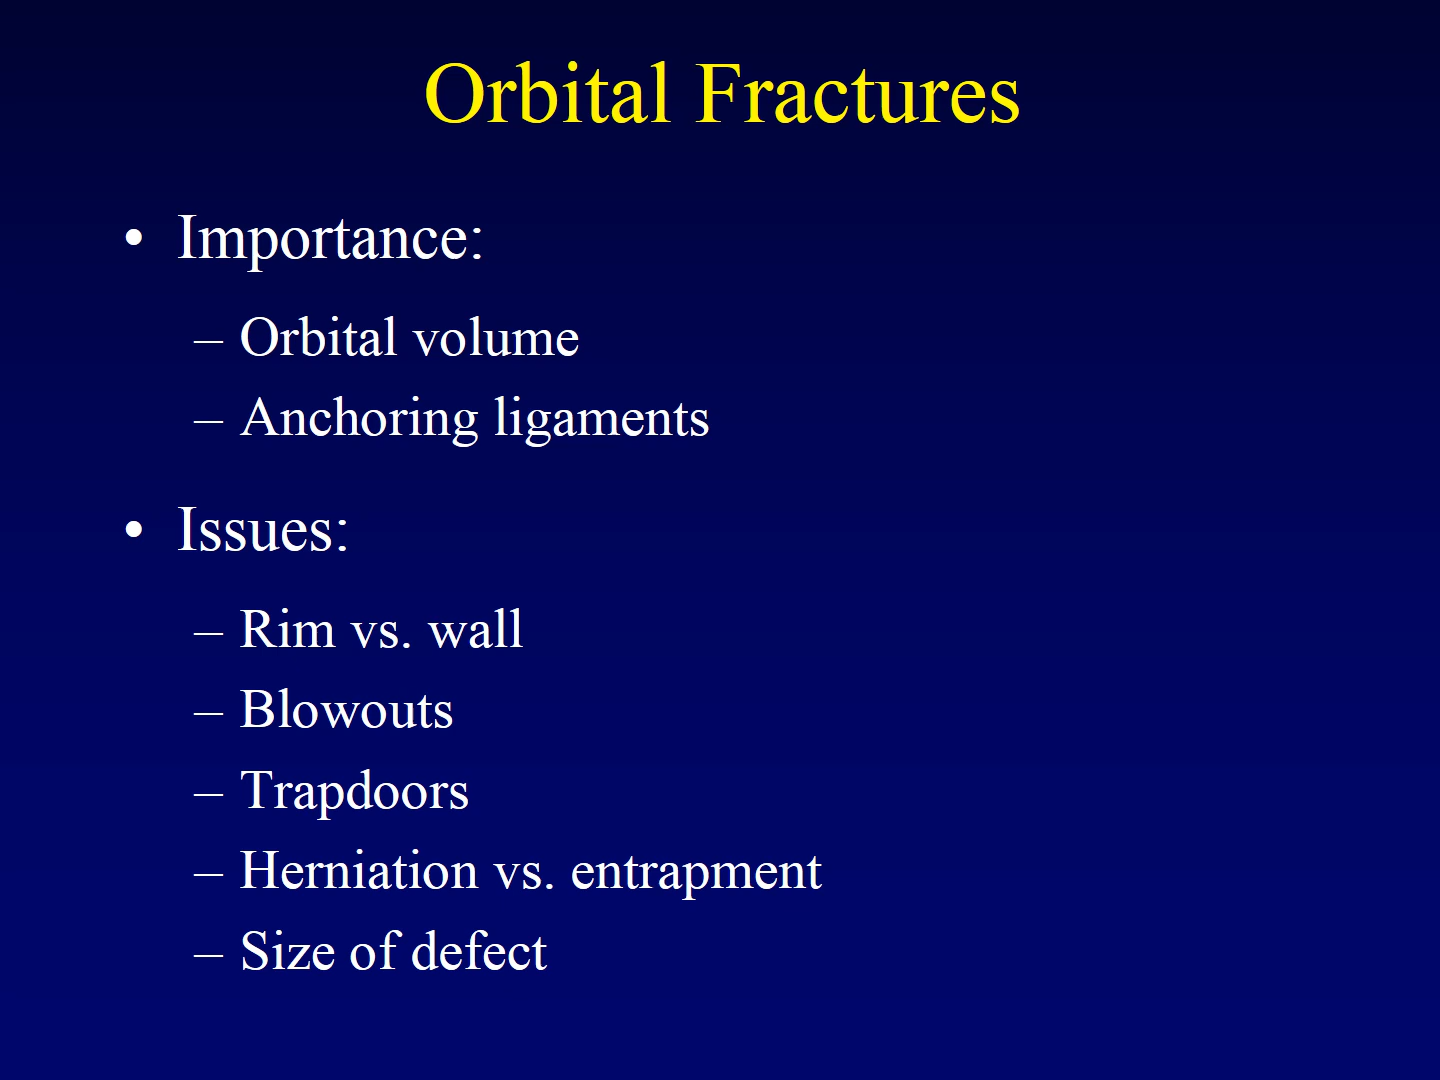 Orbital Fractures
• Importance:
– Orbital volume
– Anchoring ligaments
• Issues:
– Rim vs. wall
– Blowouts
– Trapdoors
– Herniation vs. entrapment
– Size of defect